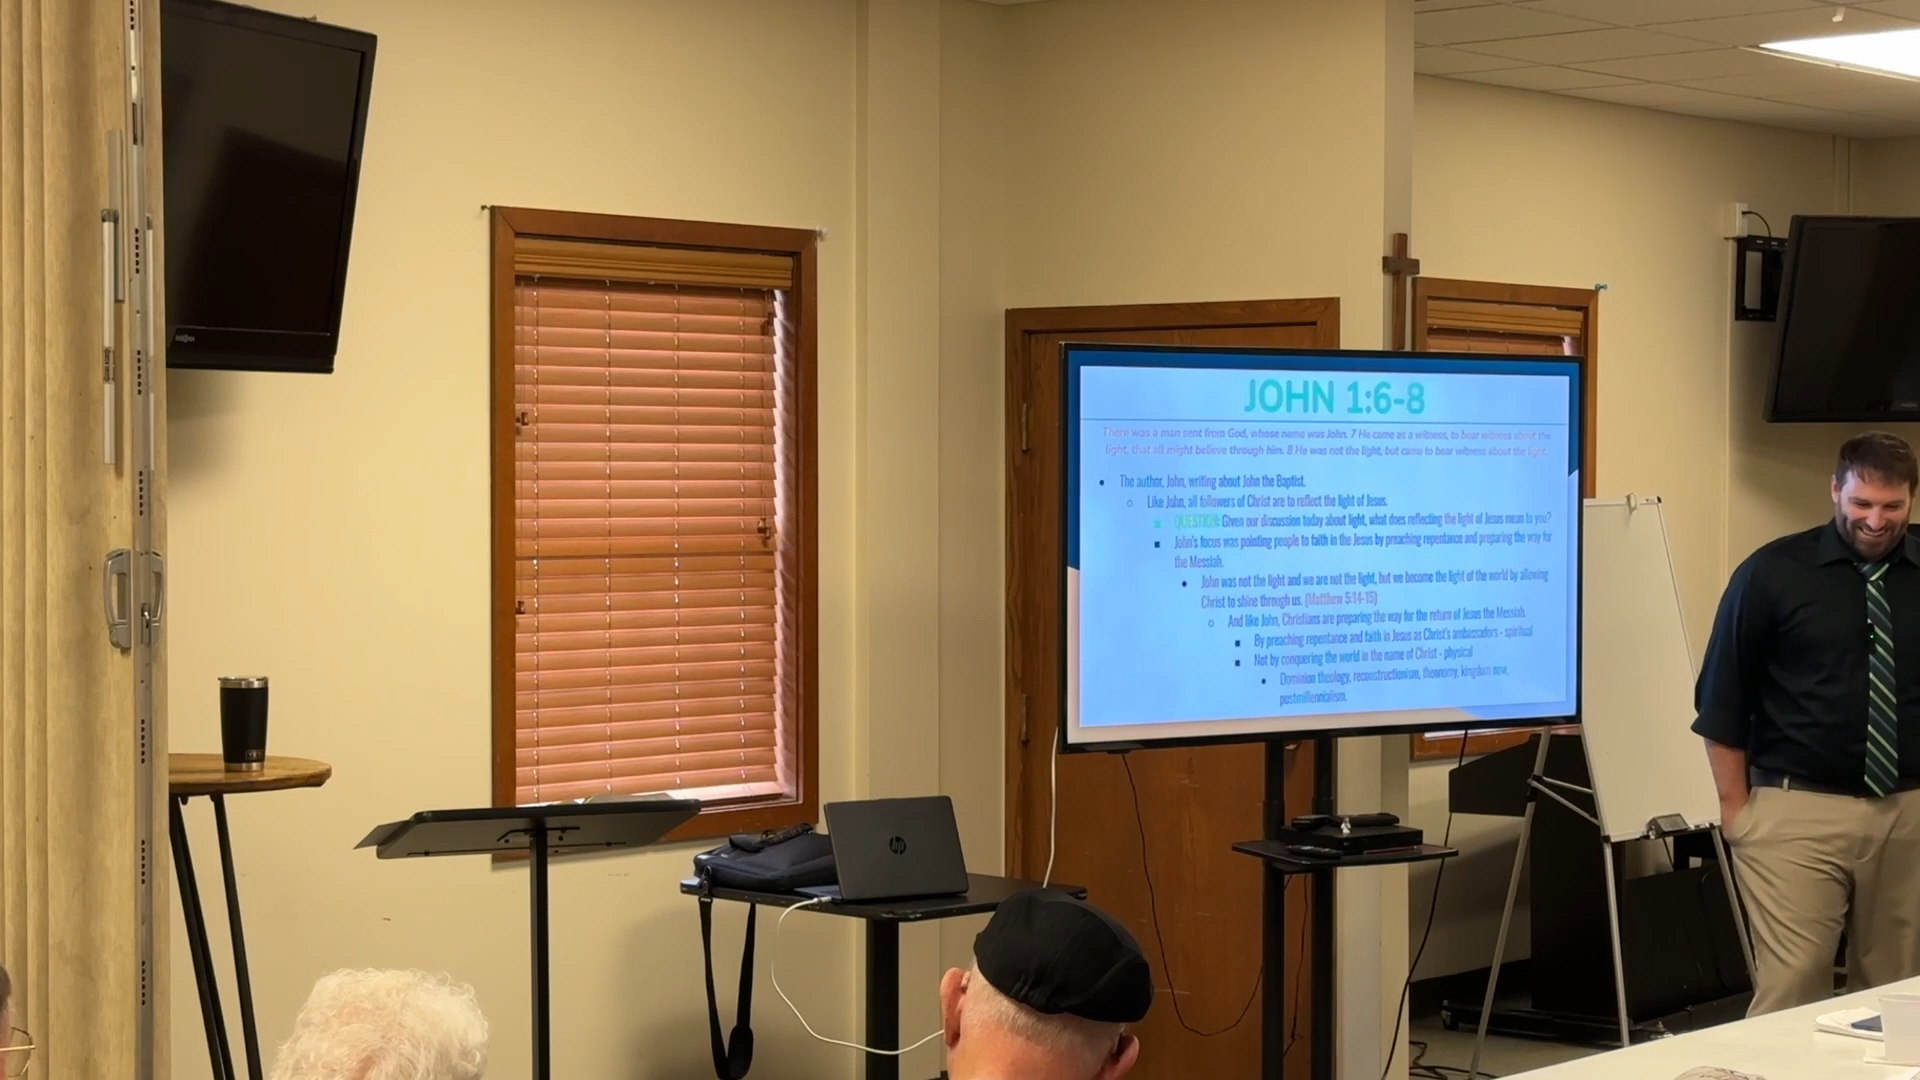 JOHN 1:6-8
There was a man sent from God, whose name was John. 7 He came as a witness, to bear witness about the
light, that all might believe through him. 8 He was not the light, but came to bear witness about the light.
The author, John, writing about John the Baptist.
Like John, all followers of Christ are to reflect the light of Jesus.
QUESTION: Given our discussion today about light, what does reflecting the light of Jesus mean to you?
John's focus was pointing people to faith in the Jesus by preaching repentance and preparing the way for
the Messiah.
John was not the light and we are not the light, but we become the light of the world by allowing
Christ to shine through us. (Matthew 5:14-15)
And like John, Christians are preparing the way for the return of Jesus the Messiah.
By preaching repentance and faith in Jesus as Christ's ambassadors - spiritual
Not by conquering the world in the name of Christ - physical
Dominion theology, reconstructionism, theonomy, kingdom now,
postmillennialism.
hp